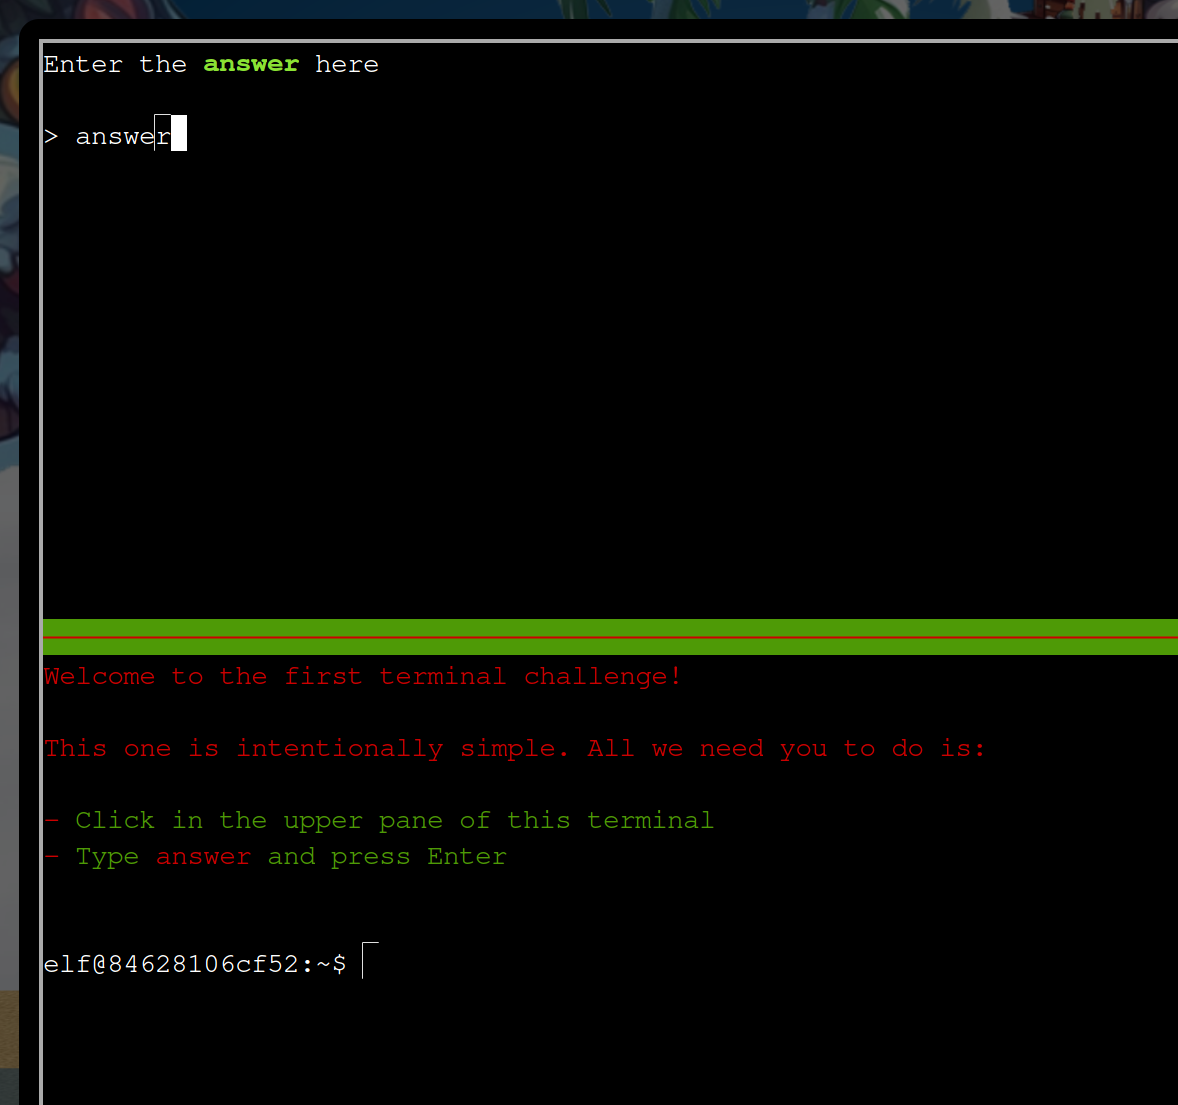 Enter the answer here
> answer
Welcome to the first terminal challenge!
This one is intentionally simple. All we need you to do is:
- Click in the upper pane of this terminal
- Type answer and press Enter
elf@84628106cf52:~$